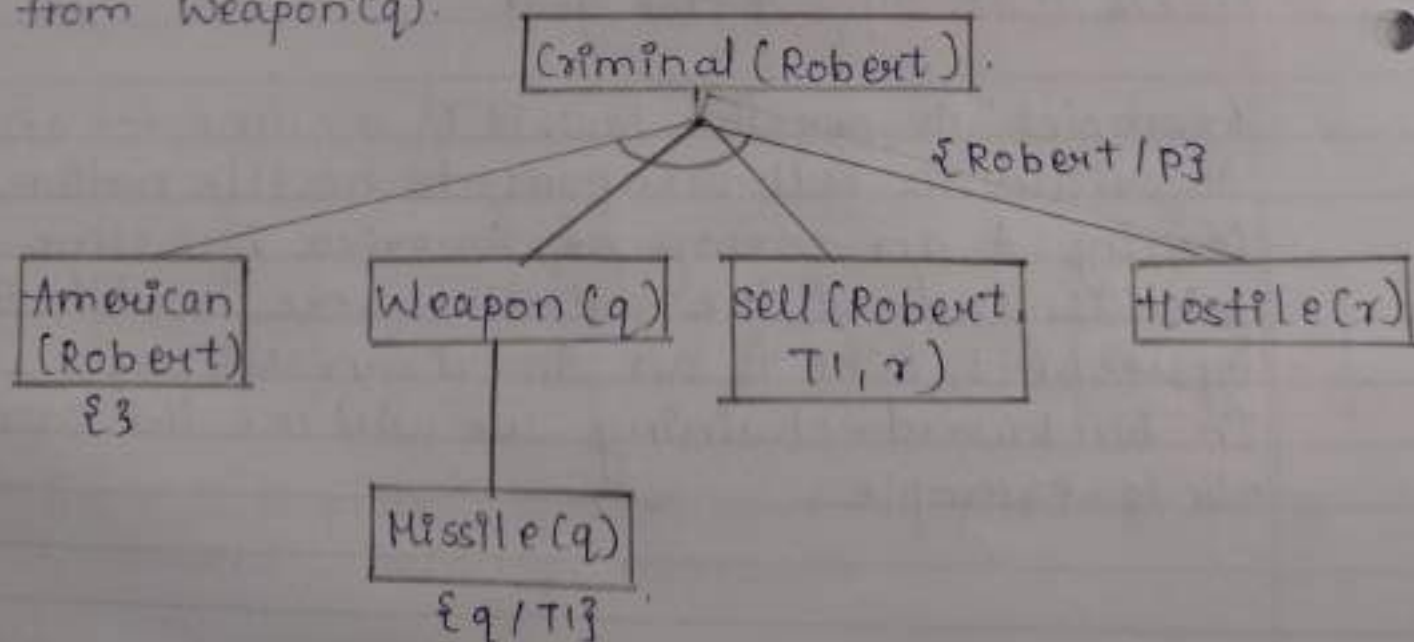 from Weapon(q).
Criminal (Robert).
{Robert / p}
American
(Robert)
{}
Weapon (q)
sell (Robert,
T1, r)
Hostile(r)
Missile(q)
{q / T1}